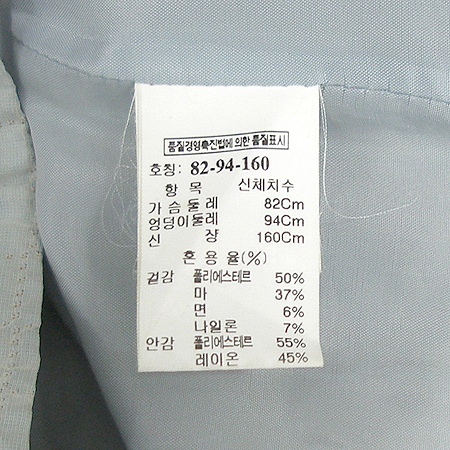 품질경영촉진법에 의한 품질표시
호칭: 82-94-160
항 목 신체치수
가 슴 둘 레 82Cm
엉덩이둘레 94Cm
신 장 160Cm
혼 용 율(%)
겉감 폴리에스테르 50%
마 37%
면 6%
나일론 7%
안감 폴리에스테르 55%
레이온 45%